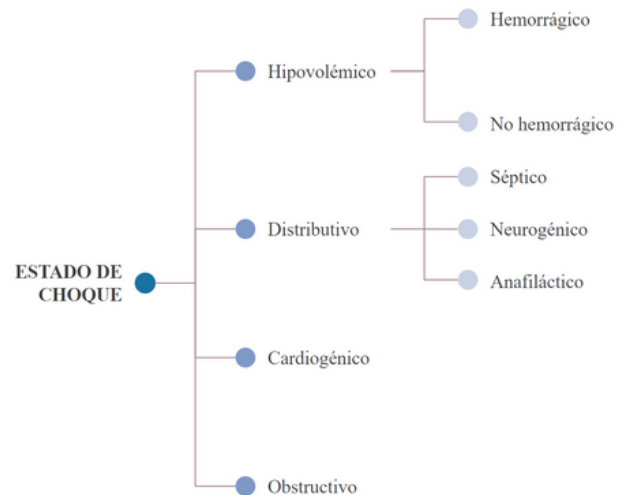 ESTADO DE
CHOQUE
Hipovolémico
Hemorrágico
No hemorrágico
Distributivo
Séptico
Neurogénico
Anafiláctico
Cardiogénico
Obstructivo